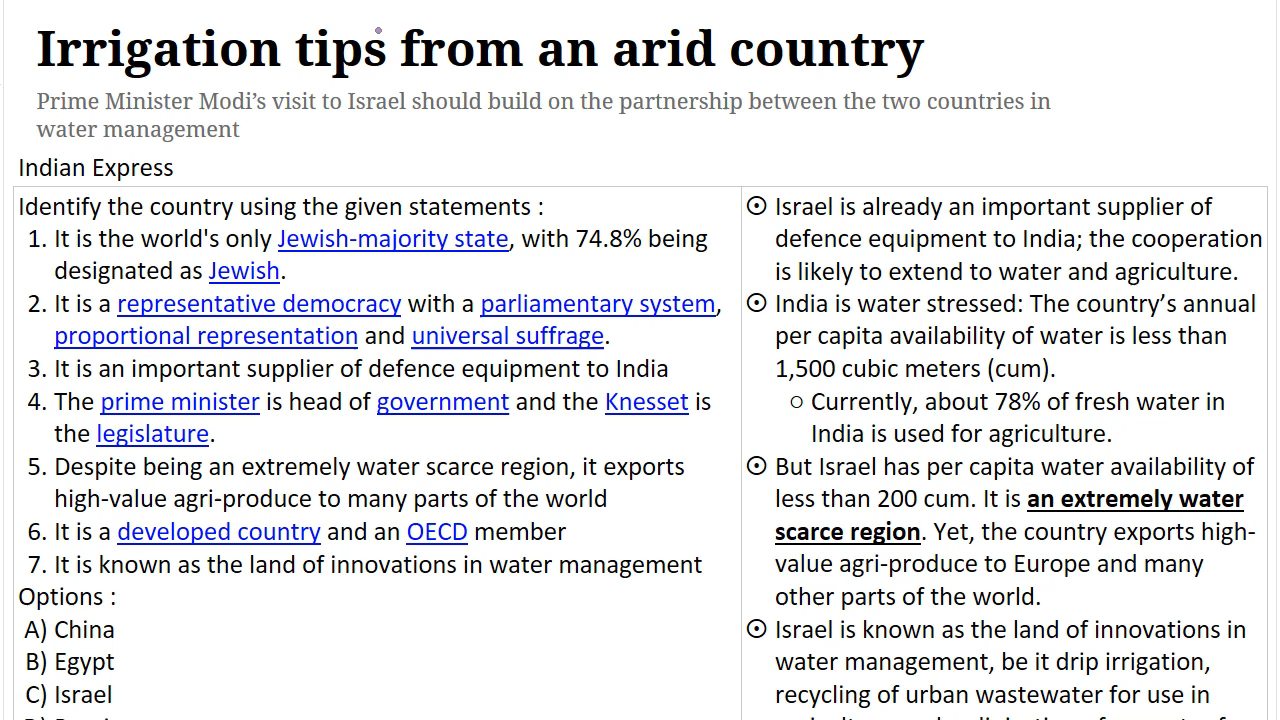 Irrigation tips from an arid country
Prime Minister Modi’s visit to Israel should build on the partnership between the two countries in
water management
Indian Express
Identify the country using the given statements :
1. It is the world's only Jewish-majority state, with 74.8% being
designated as Jewish.
2. It is a representative democracy with a parliamentary system,
proportional representation and universal suffrage.
3. It is an important supplier of defence equipment to India
4. The prime minister is head of government and the Knesset is
the legislature.
5. Despite being an extremely water scarce region, it exports
high-value agri-produce to many parts of the world
6. It is a developed country and an OECD member
7. It is known as the land of innovations in water management
Options :
A) China
B) Egypt
C) Israel
⊙ Israel is already an important supplier of
defence equipment to India; the cooperation
is likely to extend to water and agriculture.
⊙ India is water stressed: The country’s annual
per capita availability of water is less than
1,500 cubic meters (cum).
○ Currently, about 78% of fresh water in
India is used for agriculture.
⊙ But Israel has per capita water availability of
less than 200 cum. It is an extremely water
scarce region. Yet, the country exports high-
value agri-produce to Europe and many
other parts of the world.
⊙ Israel is known as the land of innovations in
water management, be it drip irrigation,
recycling of urban wastewater for use in